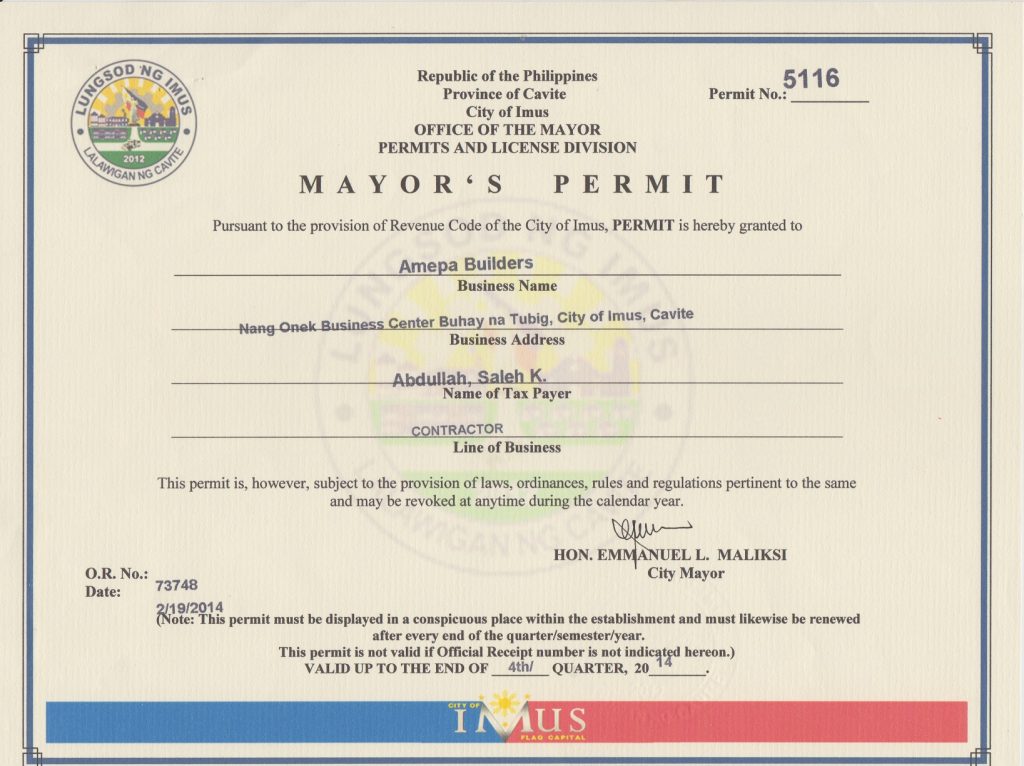 LUNGSOD NG IMUS
2012
LALAWIGAN NG CAVITE
Republic of the Philippines
Province of Cavite
City of Imus
OFFICE OF THE MAYOR
PERMITS AND LICENSE DIVISION
Permit No.: 5116
MAYOR‘S PERMIT
Pursuant to the provision of Revenue Code of the City of Imus, PERMIT is hereby granted to
Amepa Builders
Business Name
Nang Onek Business Center Buhay na Tubig, City of Imus, Cavite
Business Address
Abdullah, Saleh K.
Name of Tax Payer
CONTRACTOR
Line of Business
LUNGSOD NG IMUS
LALAWIGAN NG CAVITE
This permit is, however, subject to the provision of laws, ordinances, rules and regulations pertinent to the same
and may be revoked at anytime during the calendar year.
HON. EMMANUEL L. MALIKSI
City Mayor
O.R. No.: 73748
Date: 2/19/2014
(Note: This permit must be displayed in a conspicuous place within the establishment and must likewise be renewed
after every end of the quarter/semester/year.
This permit is not valid if Official Receipt number is not indicated hereon.)
VALID UP TO THE END OF 4th/ QUARTER, 2014.
CITY OF
IMUS
FLAG CAPITAL